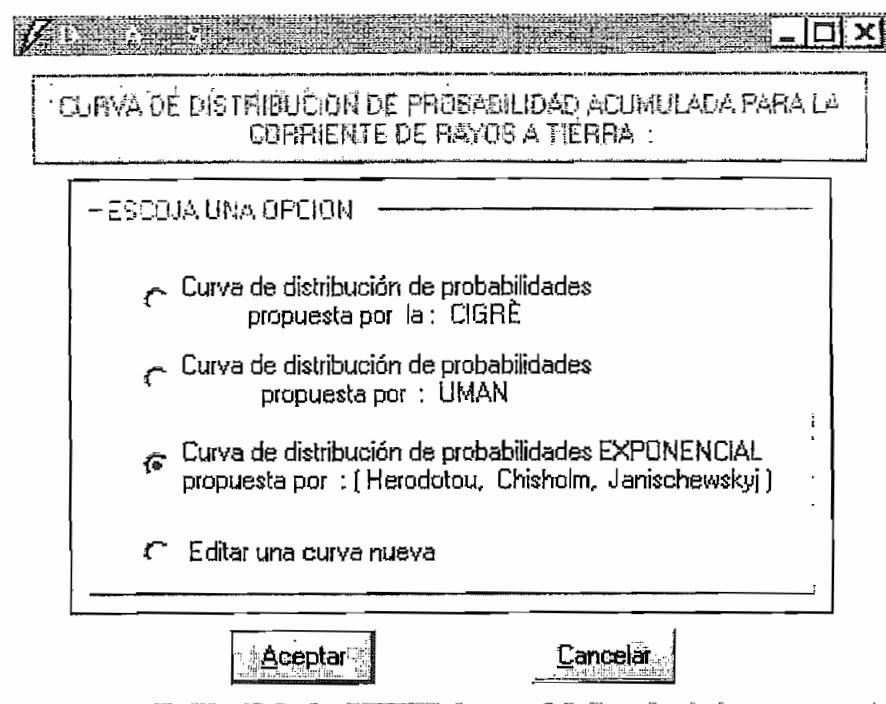 CURVA DE DISTRIBUCION DE PROBABILIDAD ACUMULADA PARA LA
CORRIENTE DE RAYOS A TIERRA :
ESCOJA UNA OPCION
Curva de distribución de probabilidades
propuesta por la : CIGRÈ
Curva de distribución de probabilidades
propuesta por : UMAN
Curva de distribución de probabilidades EXPONENCIAL
propuesta por : ( Herodotou, Chisholm, Janischewskyj )
Editar una curva nueva
Aceptar
Cancelar